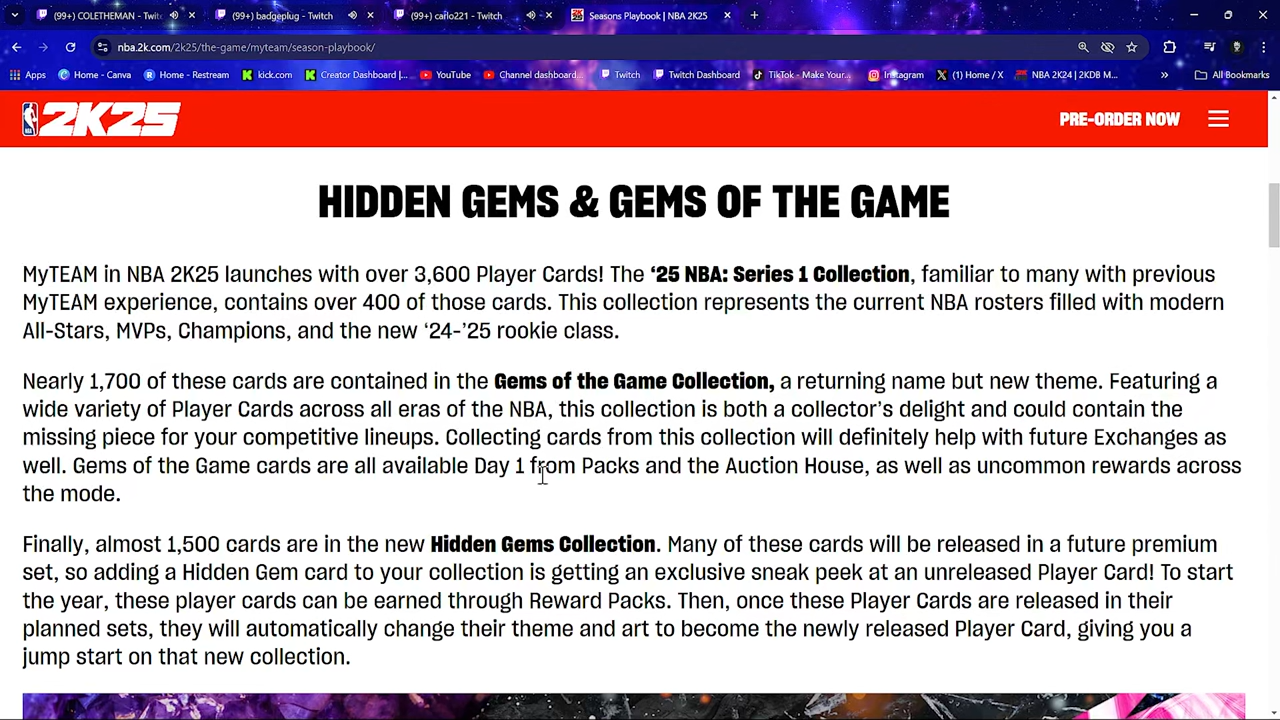 (99+) COLETHEMAN - Twitc
(99+) badgeplug - Twitch
(99+) carlo221 - Twitch
Seasons Playbook | NBA 2K25
nba.2k.com/2k25/the-game/myteam/season-playbook/
Apps
Home - Canva
Home - Restream
kick.com
Creator Dashboard |...
YouTube
Channel dashboard...
Twitch
Twitch Dashboard
TikTok - Make Your...
Instagram
(1) Home / X
NBA 2K24 | 2KDB M...
»
All Bookmarks
2K25
PRE-ORDER NOW
HIDDEN GEMS & GEMS OF THE GAME
MyTEAM in NBA 2K25 launches with over 3,600 Player Cards! The ‘25 NBA: Series 1 Collection, familiar to many with previous
MyTEAM experience, contains over 400 of those cards. This collection represents the current NBA rosters filled with modern
All-Stars, MVPs, Champions, and the new ‘24-’25 rookie class.
Nearly 1,700 of these cards are contained in the Gems of the Game Collection, a returning name but new theme. Featuring a
wide variety of Player Cards across all eras of the NBA, this collection is both a collector’s delight and could contain the
missing piece for your competitive lineups. Collecting cards from this collection will definitely help with future Exchanges as
well. Gems of the Game cards are all available Day 1 from Packs and the Auction House, as well as uncommon rewards across
the mode.
Finally, almost 1,500 cards are in the new Hidden Gems Collection. Many of these cards will be released in a future premium
set, so adding a Hidden Gem card to your collection is getting an exclusive sneak peek at an unreleased Player Card! To start
the year, these player cards can be earned through Reward Packs. Then, once these Player Cards are released in their
planned sets, they will automatically change their theme and art to become the newly released Player Card, giving you a
jump start on that new collection.